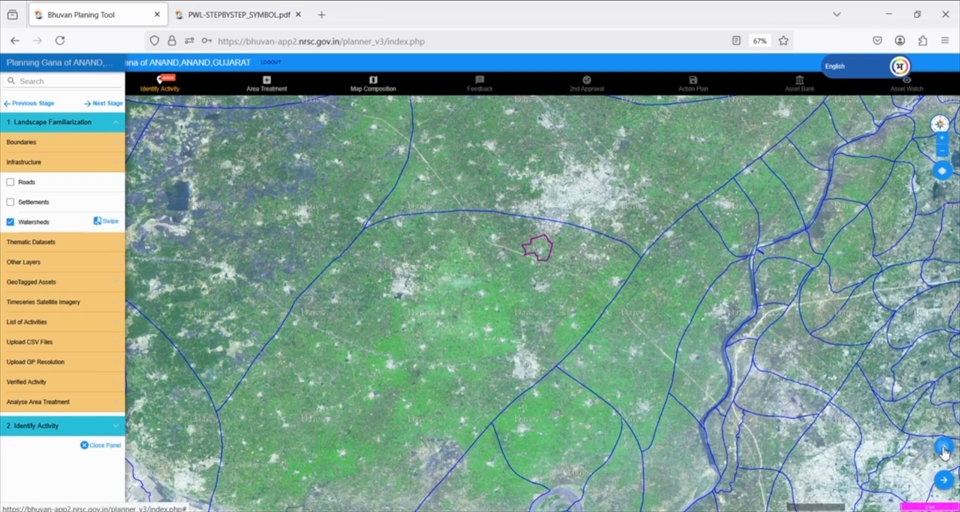 Bhuvan Planing Tool
PWL-STEPBYSTEP_SYMBOL.pdf
https://bhuvan-app2.nrsc.gov.in/planner_v3/index.php
67%
Planning Gana of ANAND,...
ana of ANAND,ANAND,GUJARAT
LOGOUT
English
अ
Search
Identify Activity
Area Treatment
Map Composition
Feedback
2nd Approval
Action Plan
Asset Bank
Asset Watch
Previous Stage
Next Stage
1. Landscape Familiarization
Boundaries
Infrastructure
Roads
Settlements
Watersheds
Swipe
Thematic Datasets
Other Layers
GeoTagged Assets
Timeseries Satellite Imagery
List of Activities
Upload CSV Files
Upload GP Resolution
Verified Activity
Analyse Area Treatment
2. Identify Activity
Close Panel
https://bhuvan-app2.nrsc.gov.in/planner_v3/index.php#